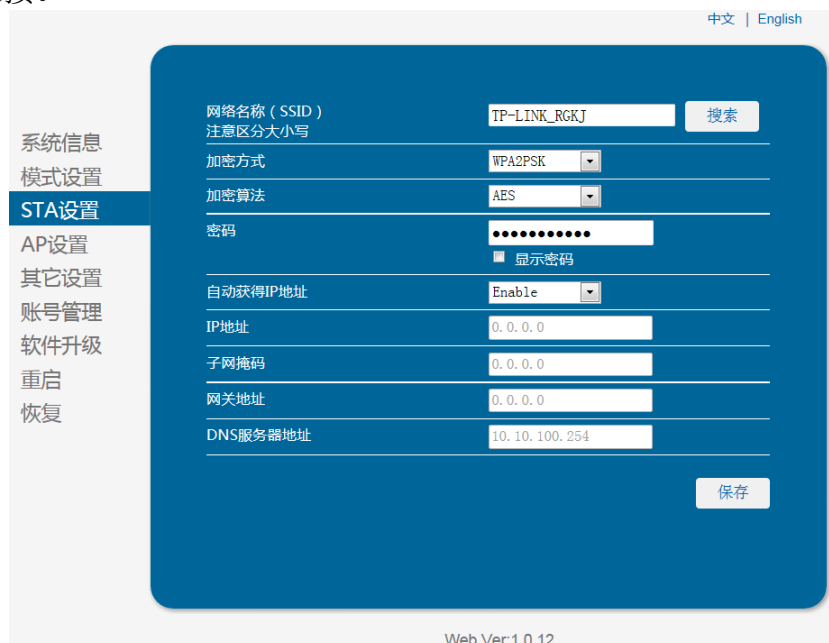 中文 | English
系统信息
模式设置
STA设置
AP设置
其它设置
账号管理
软件升级
重启
恢复
网络名称（SSID）
注意区分大小写
TP-LINK_RGKJ
搜索
加密方式
WPA2PSK
加密算法
AES
密码
●●●●●●●●●●●
显示密码
自动获得IP地址
Enable
IP地址
0.0.0.0
子网掩码
0.0.0.0
网关地址
0.0.0.0
DNS服务器地址
10.10.100.254
保存
Web Ver:1.0.12